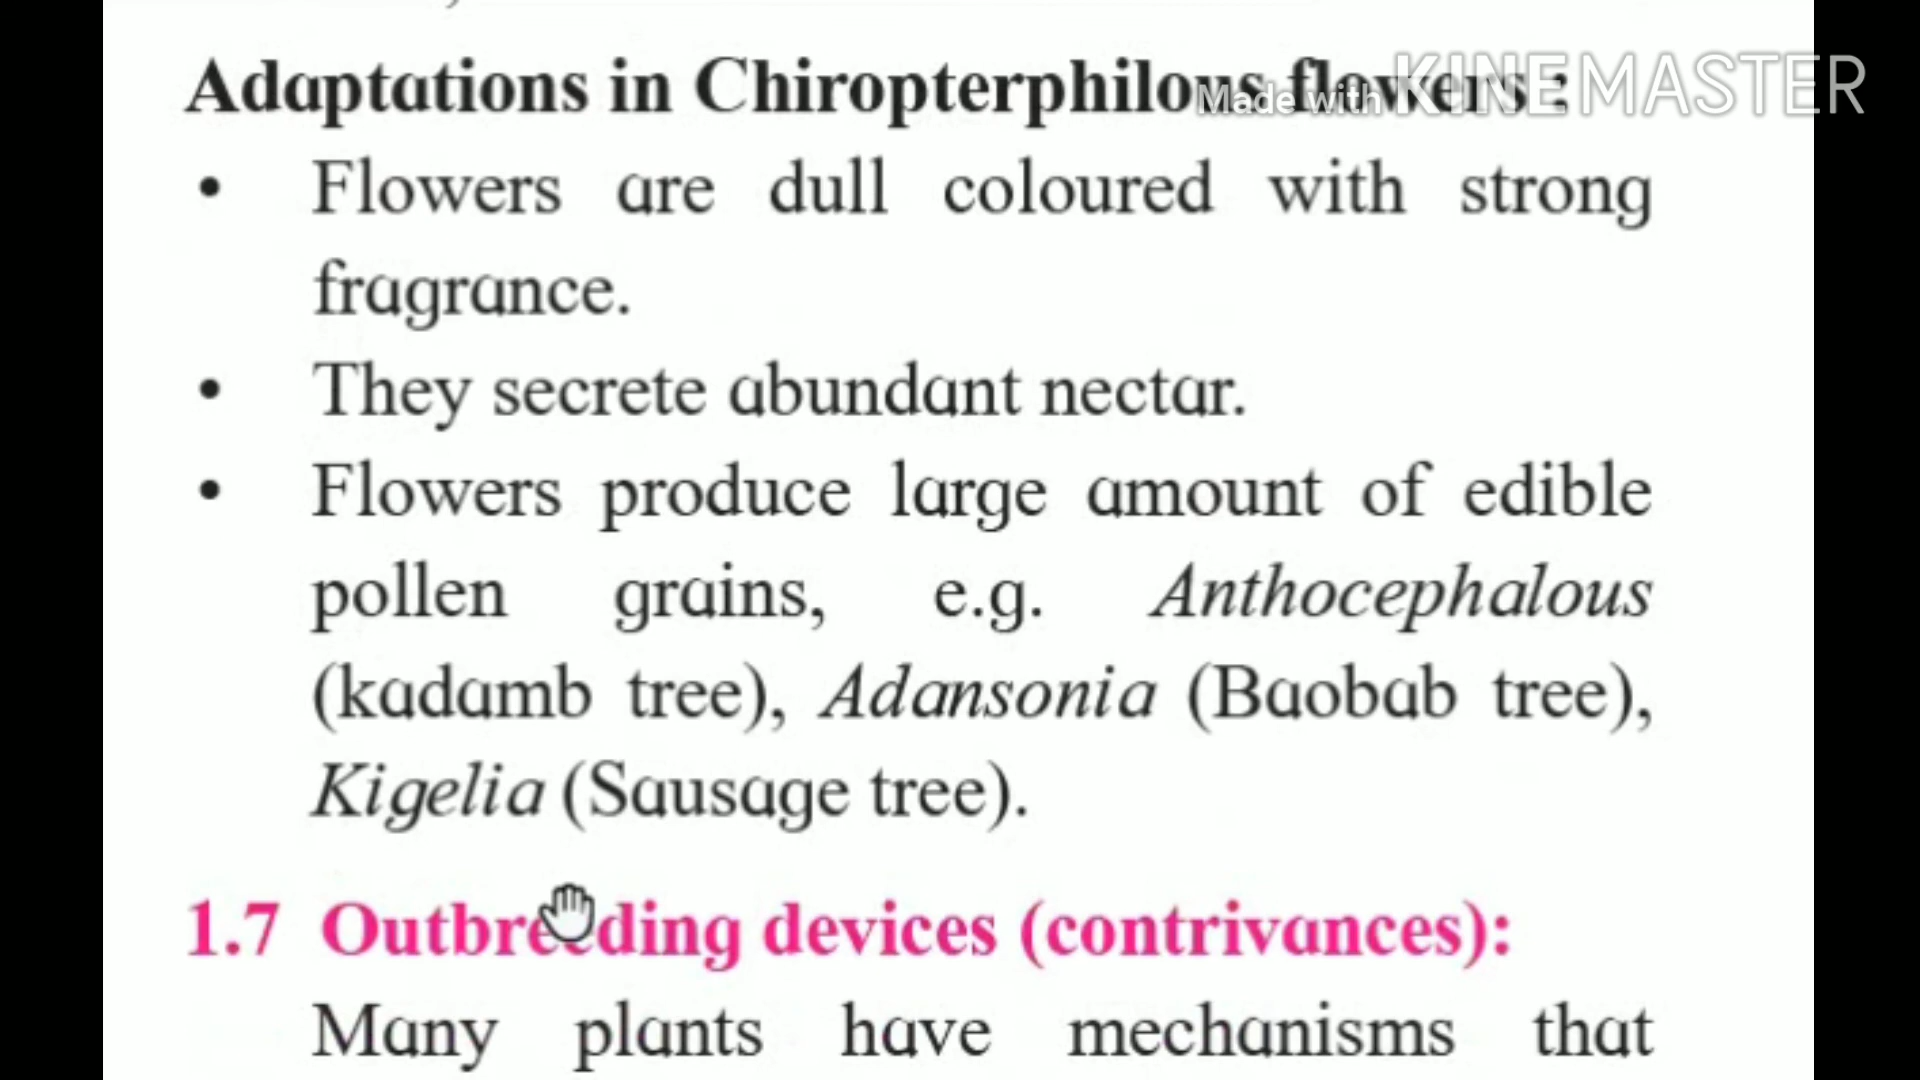 Adaptations in Chiropterphilous flowers :
Made with KINEMASTER
• Flowers are dull coloured with strong
fragrance.
• They secrete abundant nectar.
• Flowers produce large amount of edible
pollen grains, e.g. Anthocephalous
(kadamb tree), Adansonia (Baobab tree),
Kigelia (Sausage tree).
1.7 Outbreeding devices (contrivances):
Many plants have mechanisms that